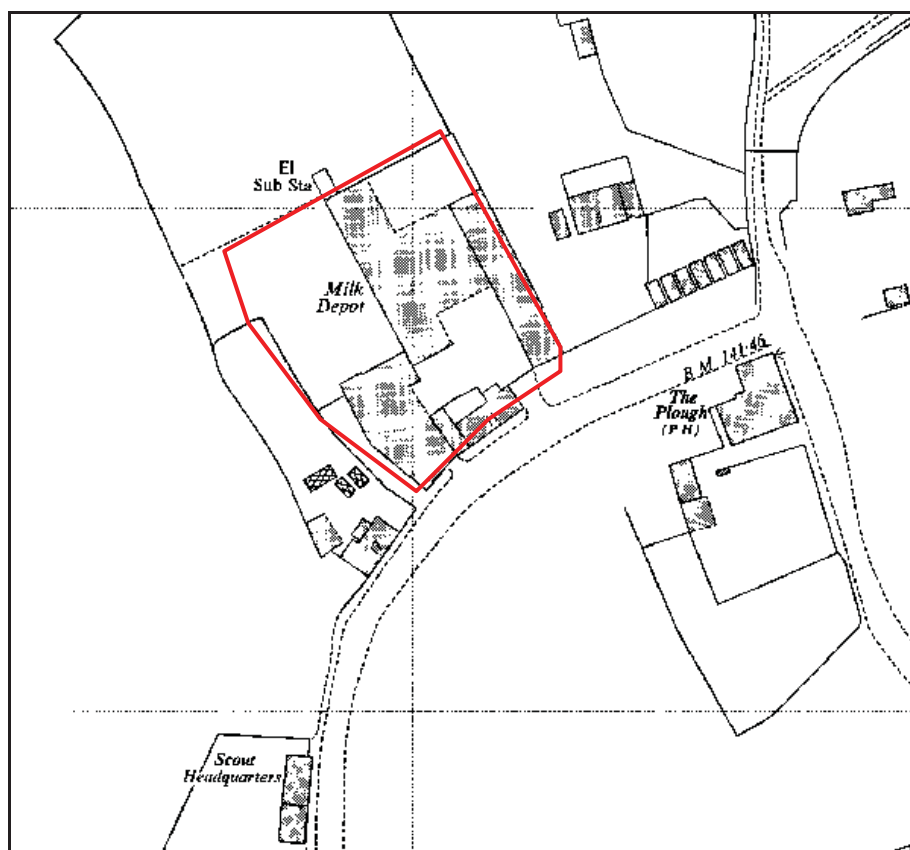 El
Sub Sta
Milk
Depot
B M 141·46
The
Plough
(P H)
Scout
Headquarters